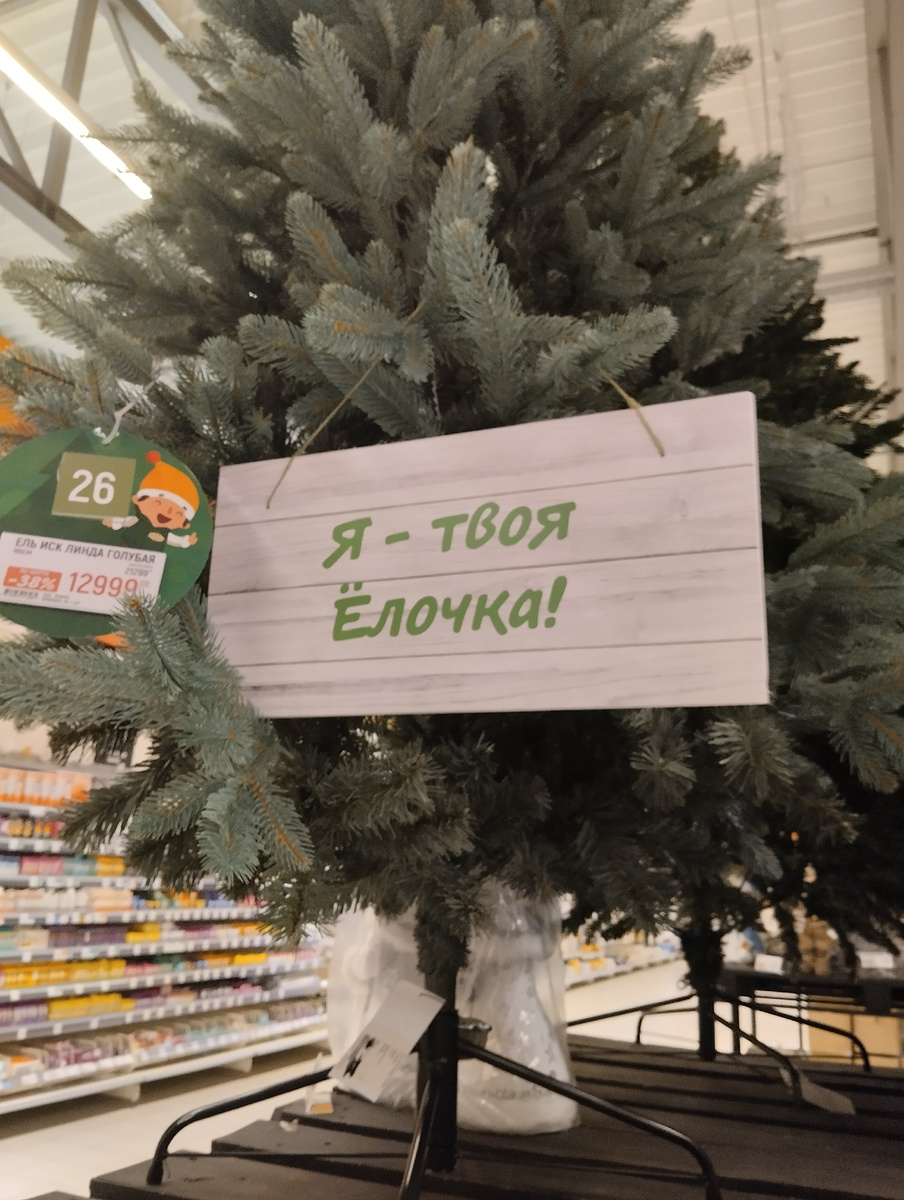 26
ЕЛЬ ИСК ЛИНДА ГОЛУБАЯ
-38% 12999
Я - твоя
Ёлочка!